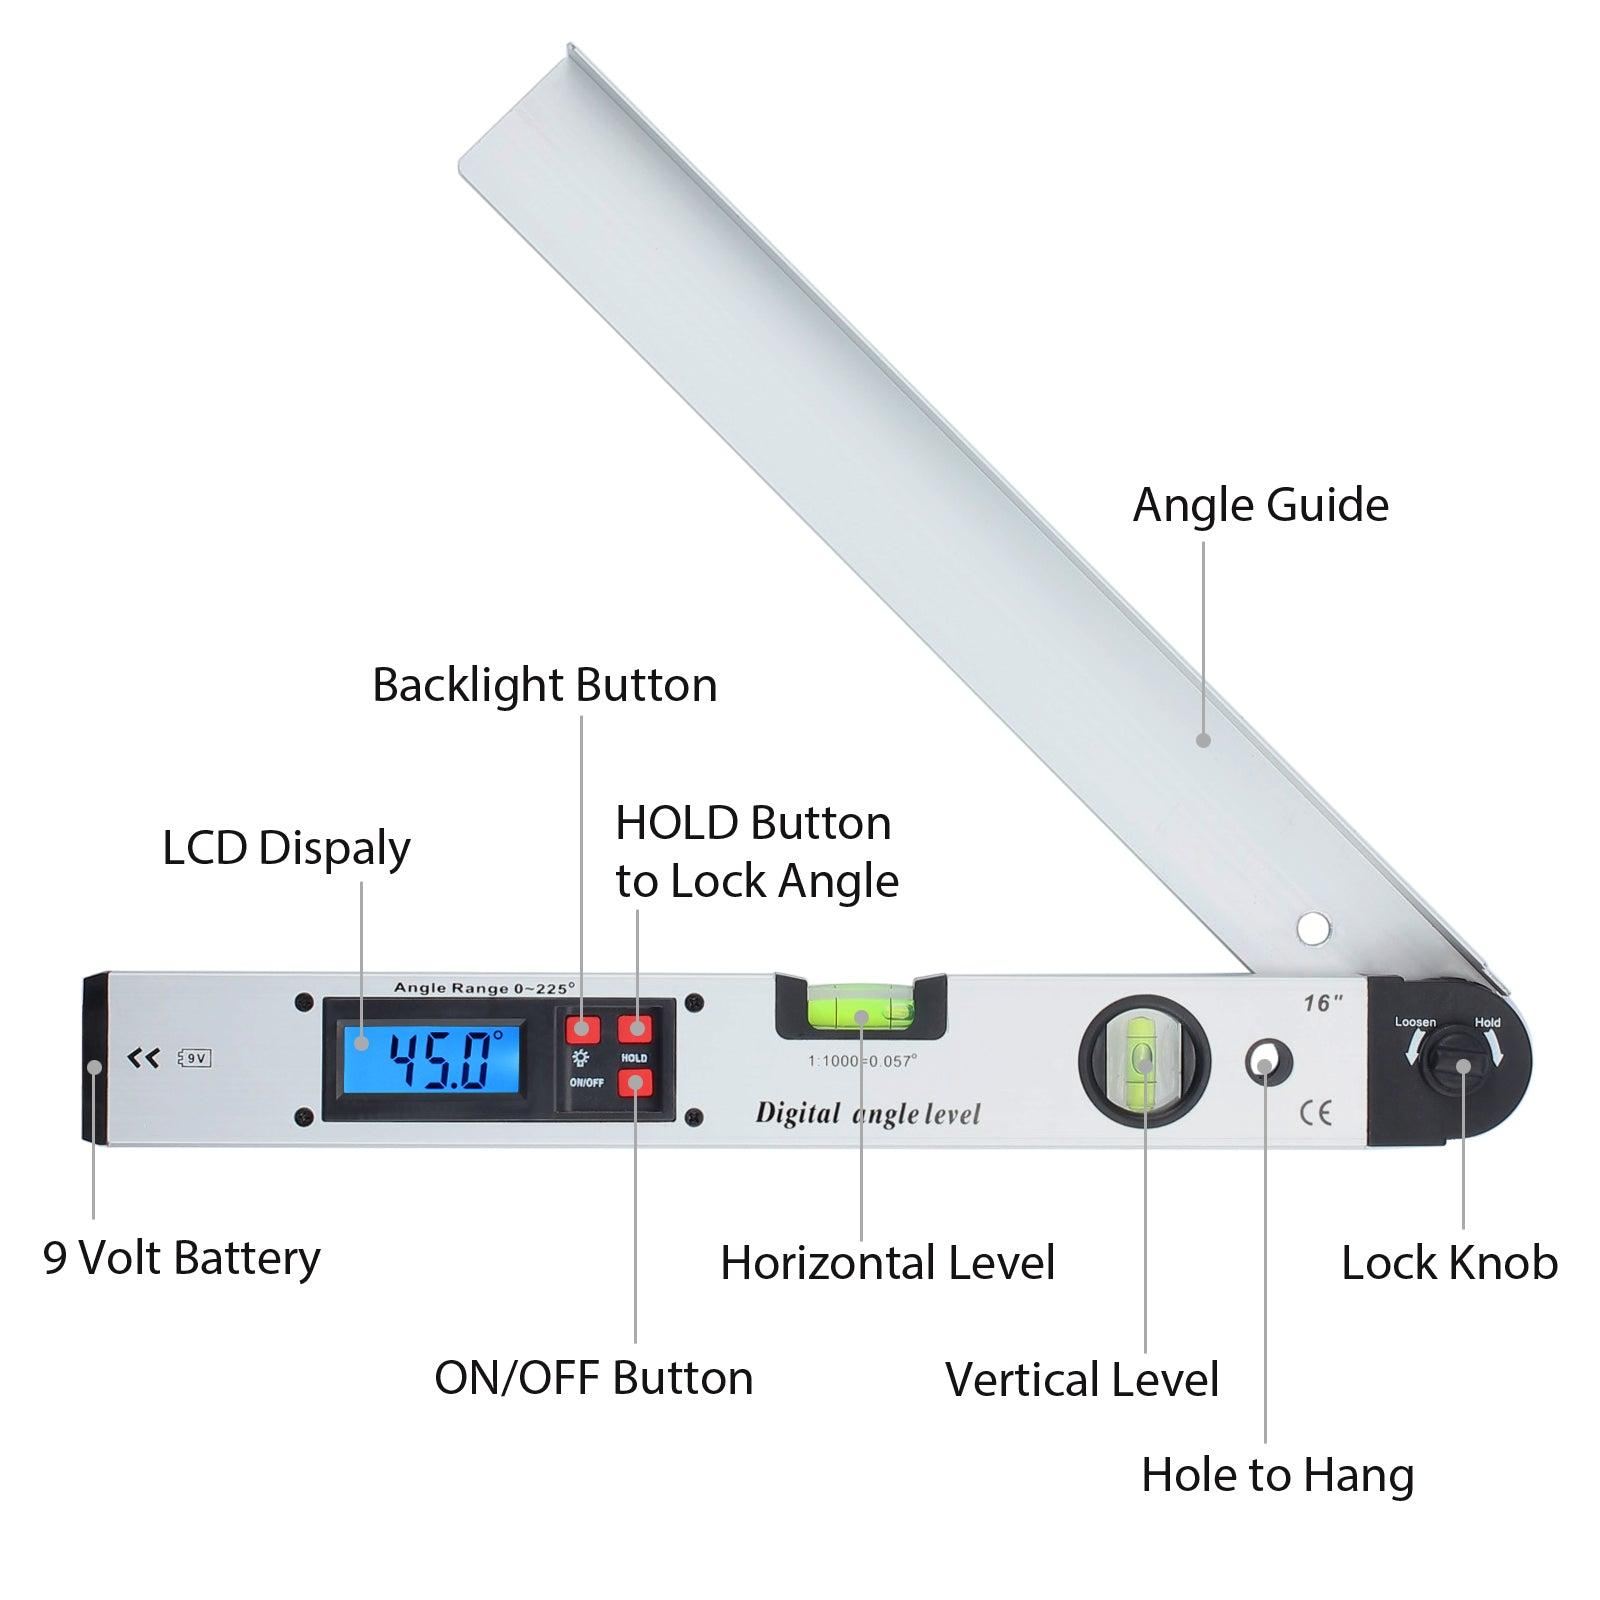 Angle Guide
Backlight Button
HOLD Button
to Lock Angle
LCD Dispaly
Angle Range 0~225°
16"
Loosen
Hold
45.0°
9V
HOLD
ON/OFF
1:1000=0.057°
Digital angle level
CE
9 Volt Battery
Horizontal Level
Lock Knob
ON/OFF Button
Vertical Level
Hole to Hang